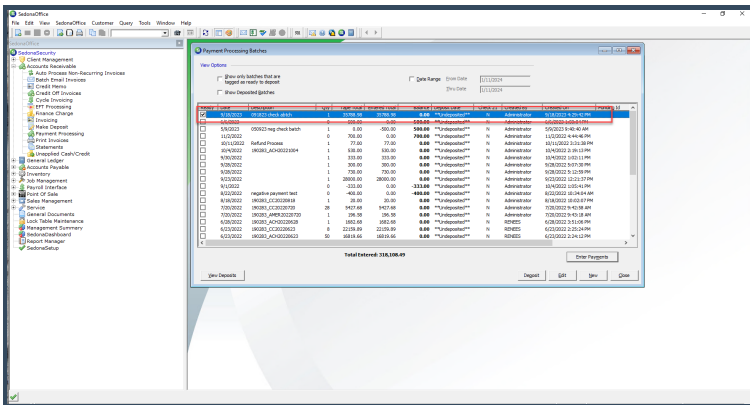 SedonaOffice
File Edit View SedonaOffice Customer Query Tools Window Help
SedonaOffice
SedonaSecurity
Client Management
Accounts Receivable
Auto Process Non-Recurring Invoices
Batch Email Invoices
Credit Memo
Credit Off Invoices
Cycle Invoicing
EFT Processing
Finance Charge
Invoicing
Make Deposit
Payment Processing
Print Invoices
Statements
Unapplied Cash/Credit
General Ledger
Accounts Payable
Inventory
Job Management
Payroll Interface
Point Of Sale
Sales Management
Service
General Documents
Lock Table Maintenance
Management Summary
SedonaDashboard
Report Manager
SedonaSetup
Payment Processing Batches
View Options
Show only batches that are
tagged as ready to deposit
Show Deposited Batches
Date Range From Date 1/11/2024
Thru Date 1/11/2024
Ready Date Description Qty Tape Total Entered Total Balance Deposit Date Check 21 Created By Created On
9/18/2023 091823 check abtch 1 35768.58 35768.58 0.00 **Undeposited** N Administrator 9/18/2023 4:29:42 PM
5/9/2023 050923 neg check batch 1 0.00 -500.00 500.00 **Undeposited** N Administrator 5/9/2023 9:40:40 AM
11/2/2022 0 700.00 0.00 700.00 **Undeposited** N Administrator 11/2/2022 4:44:46 PM
10/11/2022 Refund Process 1 77.00 77.00 0.00 **Undeposited** N Administrator 10/11/2022 3:31:38 PM
10/4/2022 190283_ACH20221004 1 530.00 530.00 0.00 **Undeposited** N Administrator 10/4/2022 2:19:12 PM
9/30/2022 1 333.00 333.00 0.00 **Undeposited** N Administrator 10/4/2022 1:02:11 PM
9/28/2022 1 300.00 300.00 0.00 **Undeposited** N Administrator 9/28/2022 5:07:30 PM
9/28/2022 1 730.00 730.00 0.00 **Undeposited** N Administrator 9/28/2022 5:12:59 PM
9/23/2022 1 28000.00 28000.00 0.00 **Undeposited** N Administrator 9/23/2022 12:21:37 PM
9/1/2022 0 -333.00 0.00 -333.00 **Undeposited** N Administrator 10/4/2022 1:05:41 PM
8/22/2022 negative payment test 0 -400.00 0.00 -400.00 **Undeposited** N Administrator 8/22/2022 10:34:04 AM
8/18/2022 190283_CC20220818 1 20.00 20.00 0.00 **Undeposited** N Administrator 8/18/2022 10:02:07 PM
7/20/2022 190283_CC20220720 28 5427.68 5427.68 0.00 **Undeposited** N Administrator 7/20/2022 9:42:58 AM
7/20/2022 190283_AMER20220720 1 196.58 196.58 0.00 **Undeposited** N Administrator 7/20/2022 9:43:18 AM
6/28/2022 190283_ACH20220628 1 1682.68 1682.68 0.00 **Undeposited** N RENEES 6/28/2022 3:51:06 PM
6/23/2022 190283_CC20220623 8 22159.89 22159.89 0.00 **Undeposited** N RENEES 6/23/2022 2:25:24 PM
6/23/2022 190283_ACH20220623 50 16819.66 16819.66 0.00 **Undeposited** N RENEES 6/23/2022 2:24:12 PM
Total Entered: 318,108.49
Enter Payments
View Deposits Deposit Edit New Close